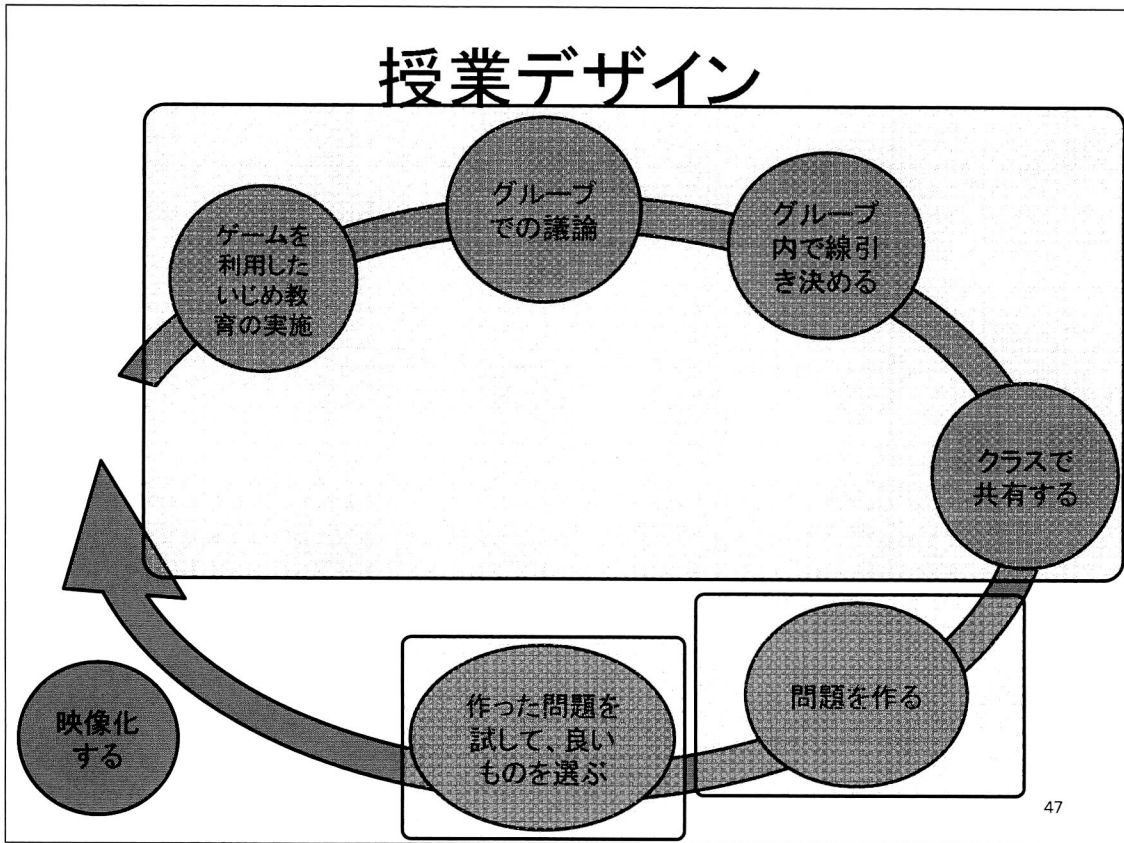 授業デザイン
ゲームを
利用した
いじめ教
育の実施
グループ
での議論
グループ
内で線引
き決める
クラスで
共有する
問題を作る
作った問題を
試して、良い
ものを選ぶ
映像化
する
47